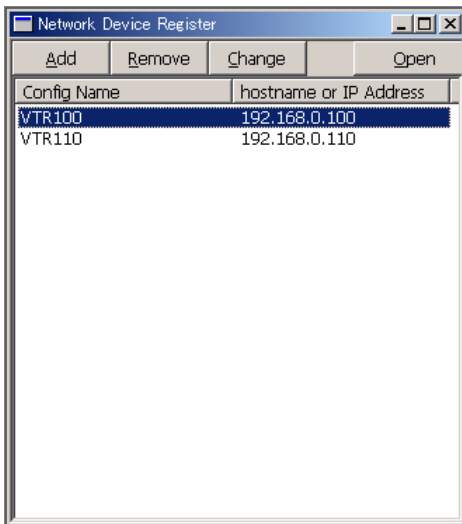 Network Device Register
Add Remove Change Open
Config Name hostname or IP Address
VTR100 192.168.0.100
VTR110 192.168.0.110